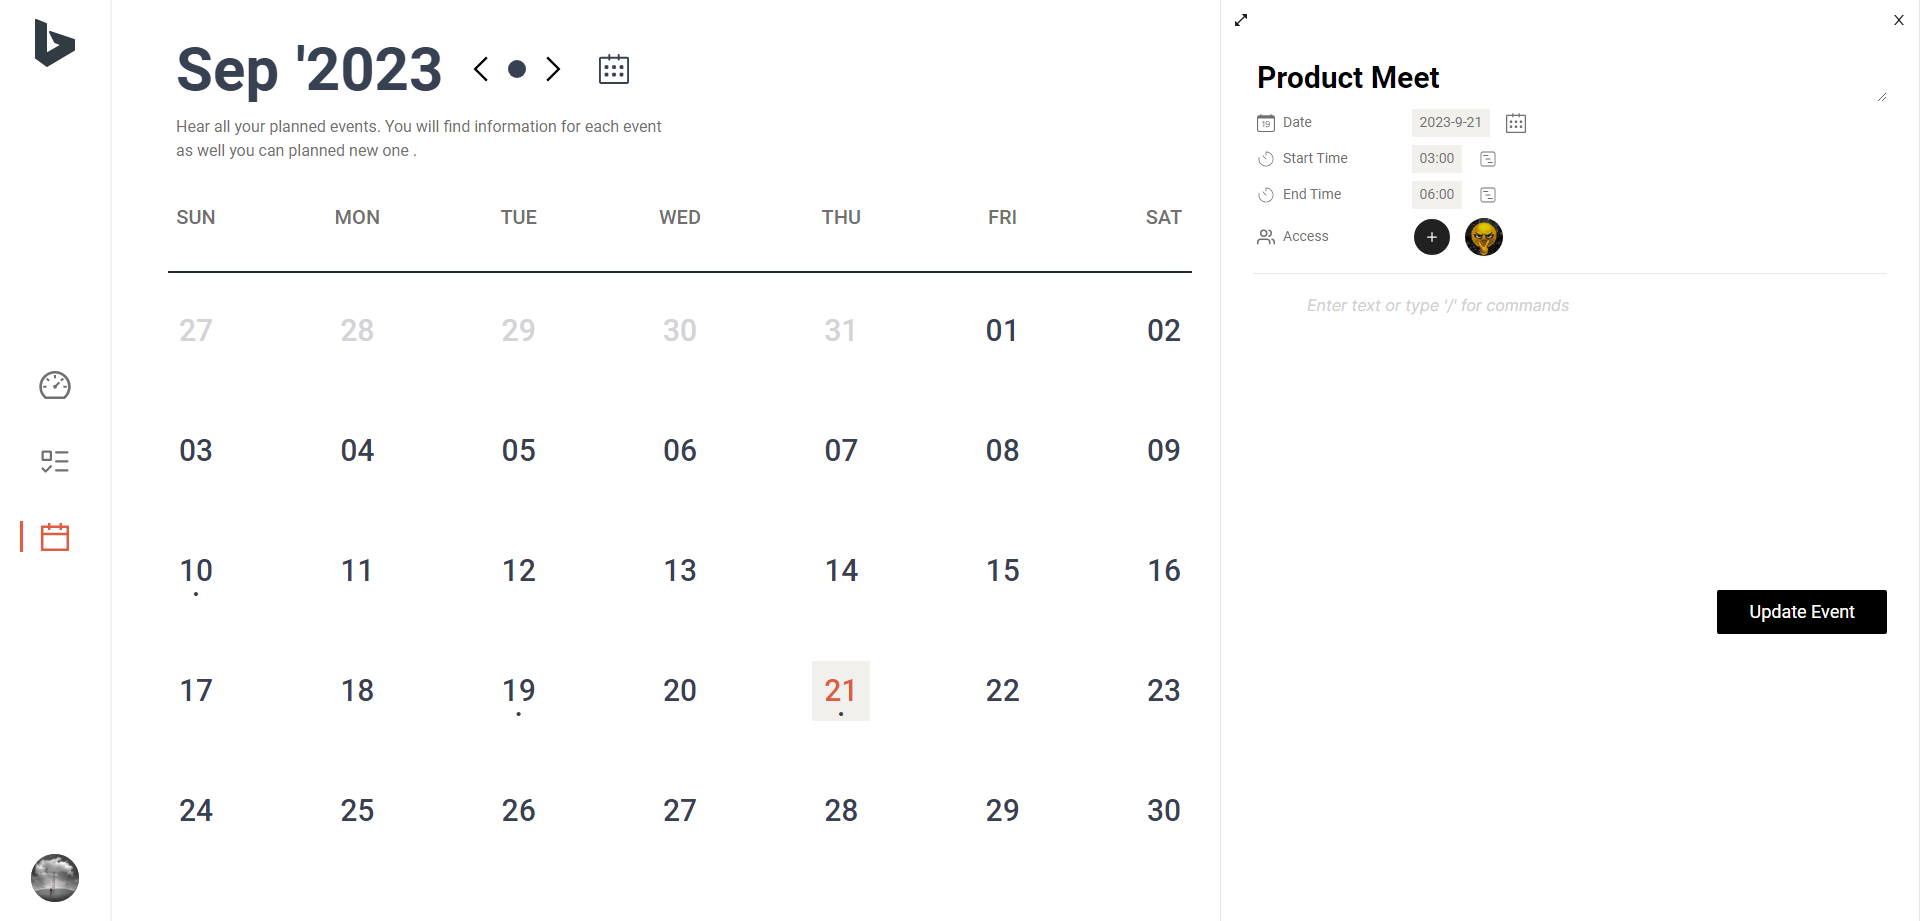 Sep '2023
Hear all your planned events. You will find information for each event
as well you can planned new one .
SUN MON TUE WED THU FRI SAT
27 28 29 30 31 01 02
03 04 05 06 07 08 09
10 11 12 13 14 15 16
17 18 19 20 21 22 23
24 25 26 27 28 29 30
X
Product Meet
19 Date 2023-9-21
Start Time 03:00
End Time 06:00
Access +
Enter text or type '/' for commands
Update Event